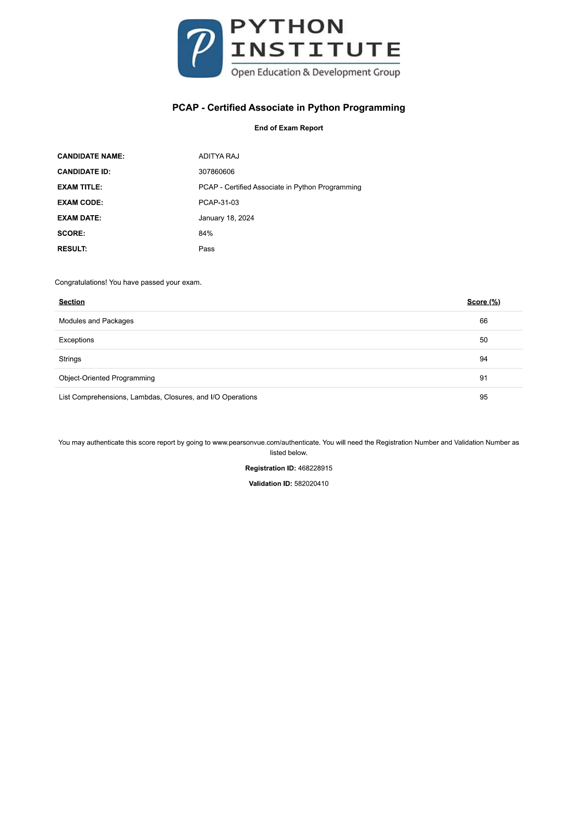 PYTHON
INSTITUTE
Open Education & Development Group
PCAP - Certified Associate in Python Programming
End of Exam Report
CANDIDATE NAME: ADITYA RAJ
CANDIDATE ID: 307860606
EXAM TITLE: PCAP - Certified Associate in Python Programming
EXAM CODE: PCAP-31-03
EXAM DATE: January 18, 2024
SCORE: 84%
RESULT: Pass
Congratulations! You have passed your exam.
Section Score (%)
Modules and Packages 66
Exceptions 50
Strings 94
Object-Oriented Programming 91
List Comprehensions, Lambdas, Closures, and I/O Operations 95
You may authenticate this score report by going to www.pearsonvue.com/authenticate. You will need the Registration Number and Validation Number as
listed below.
Registration ID: 468228915
Validation ID: 582020410